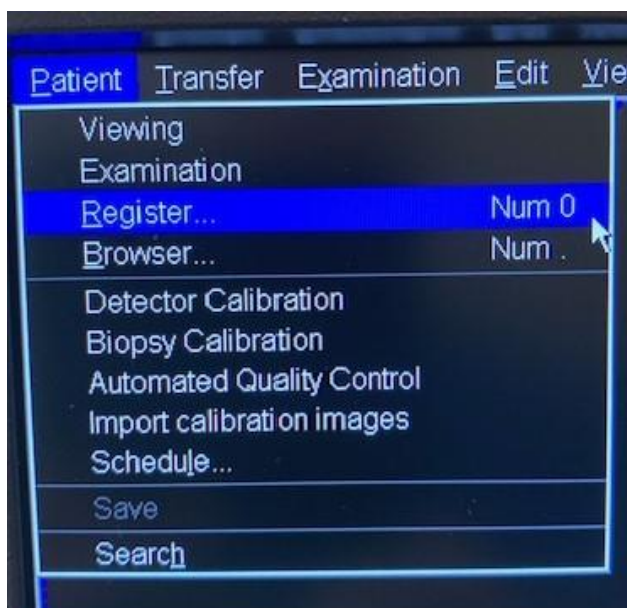 Patient Transfer Examination Edit Vie
Viewing
Examination
Register... Num 0
Browser... Num .
Detector Calibration
Biopsy Calibration
Automated Quality Control
Import calibration images
Schedule...
Save
Search